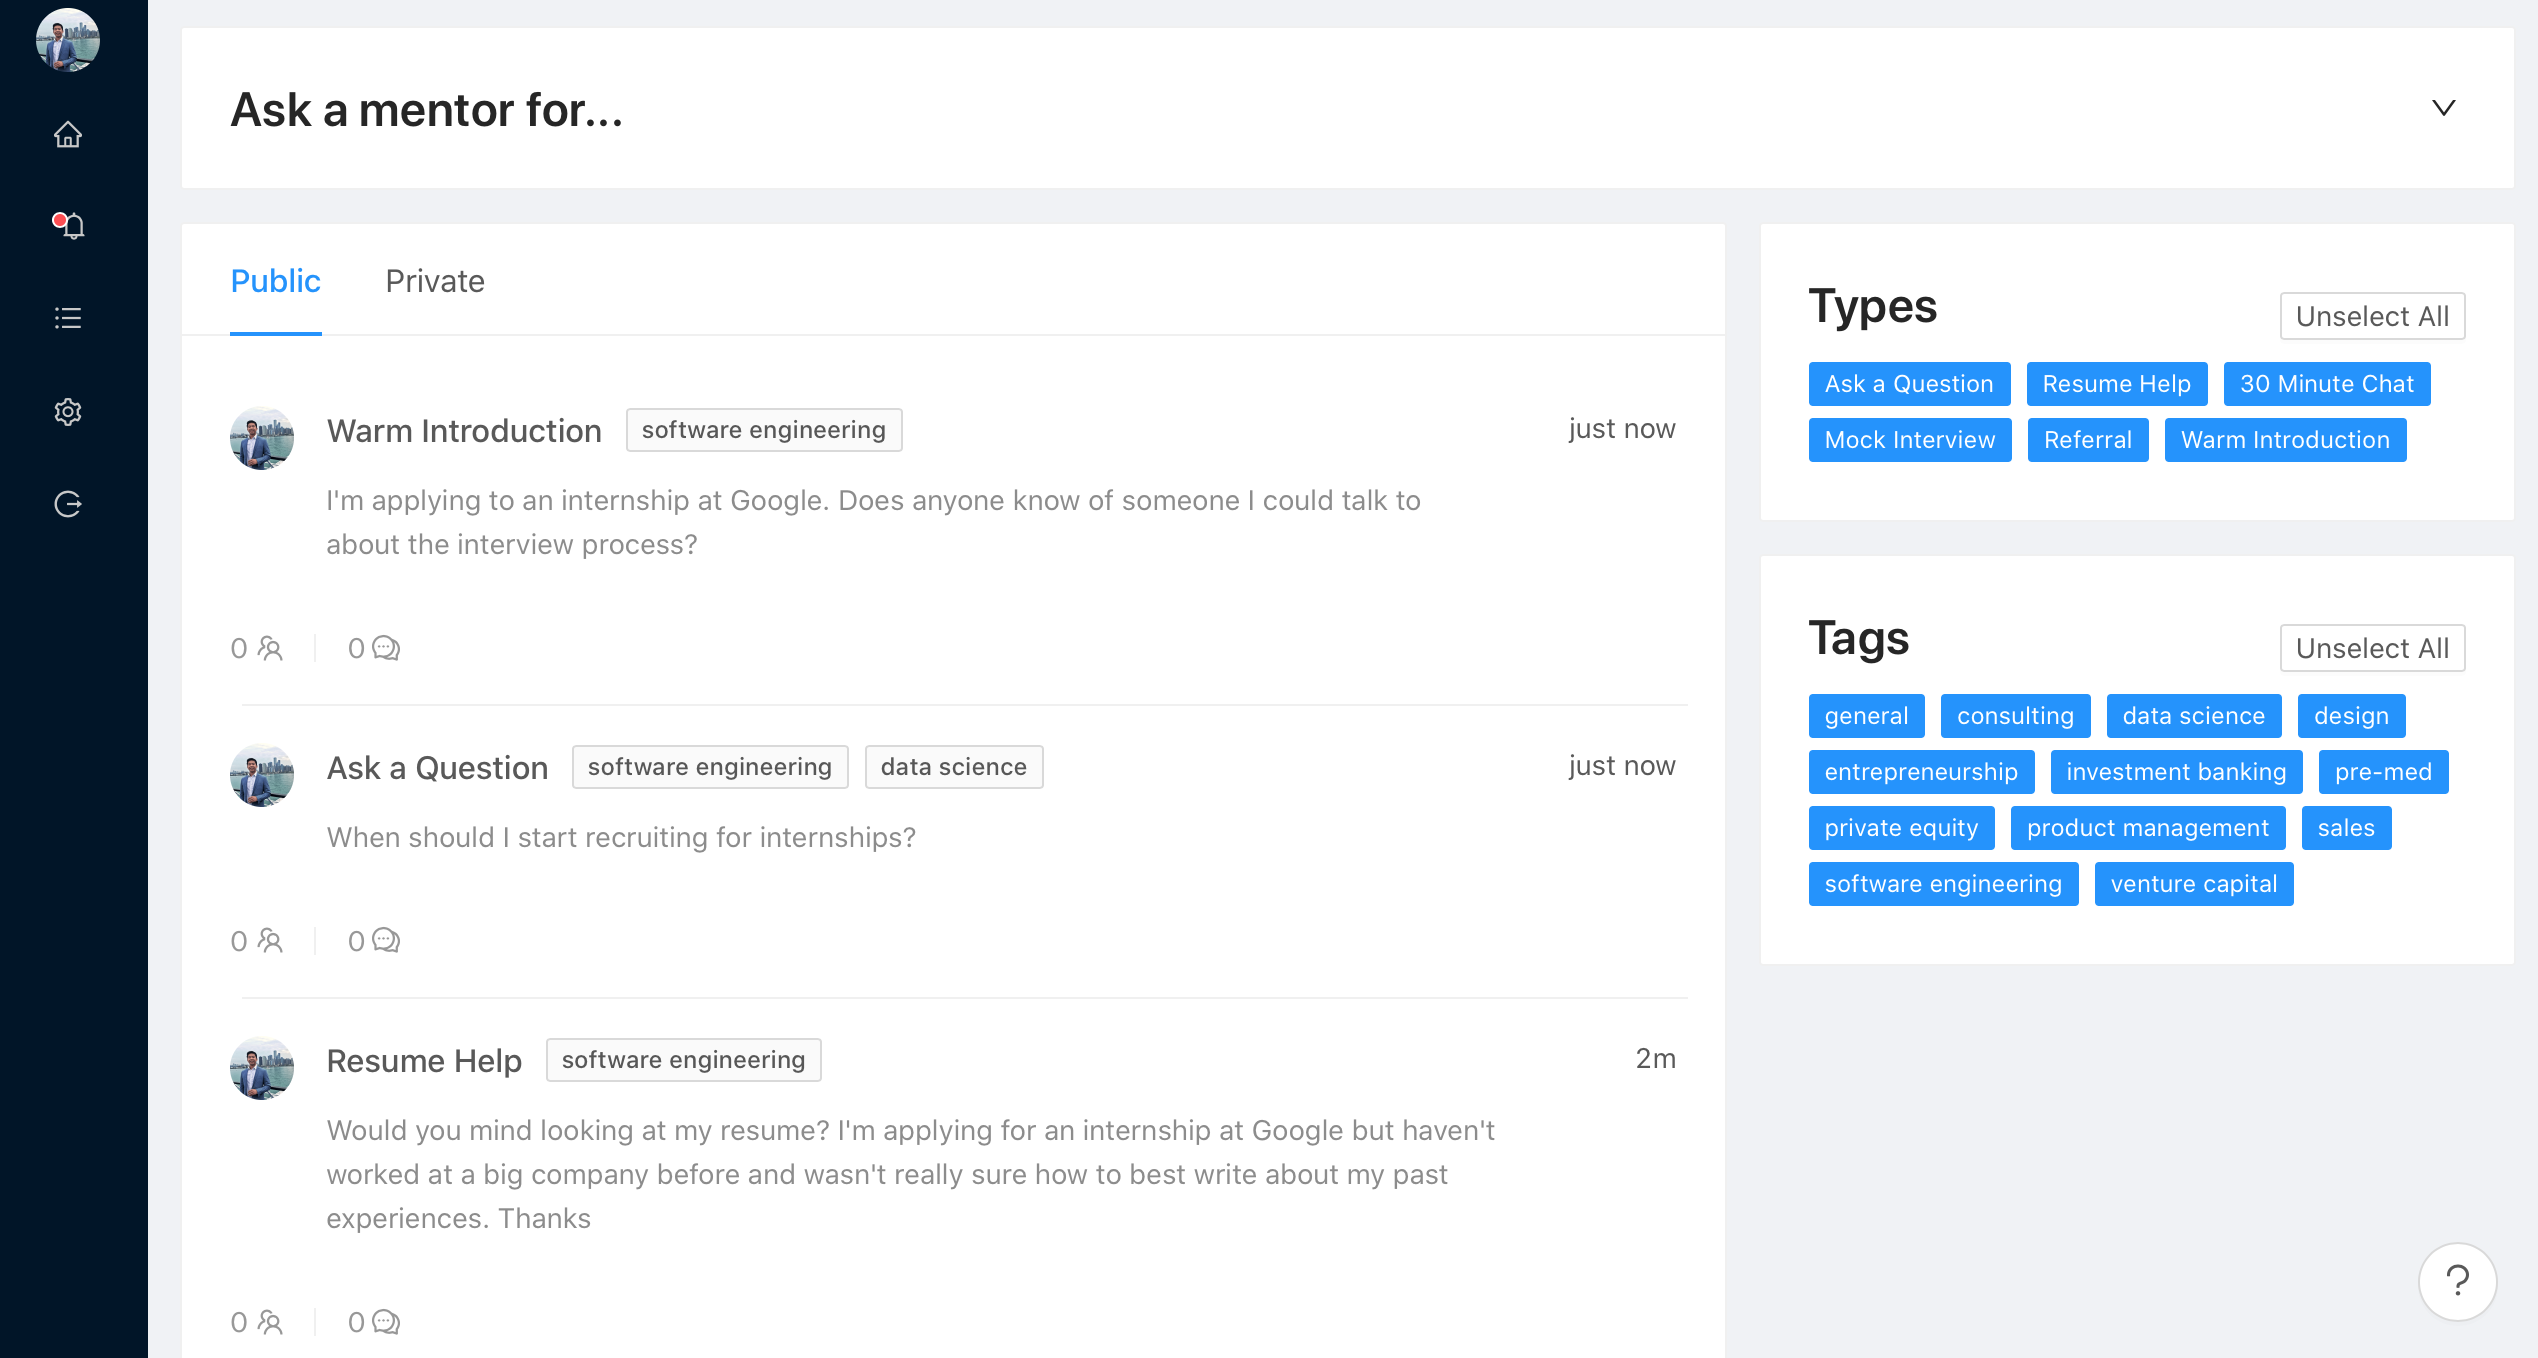 Ask a mentor for...
Public Private
Warm Introduction software engineering just now
I'm applying to an internship at Google. Does anyone know of someone I could talk to
about the interview process?
0 0
Ask a Question software engineering data science just now
When should I start recruiting for internships?
0 0
Resume Help software engineering 2m
Would you mind looking at my resume? I'm applying for an internship at Google but haven't
worked at a big company before and wasn't really sure how to best write about my past
experiences. Thanks
0 0
Types Unselect All
Ask a Question Resume Help 30 Minute Chat
Mock Interview Referral Warm Introduction
Tags Unselect All
general consulting data science design
entrepreneurship investment banking pre-med
private equity product management sales
software engineering venture capital
?